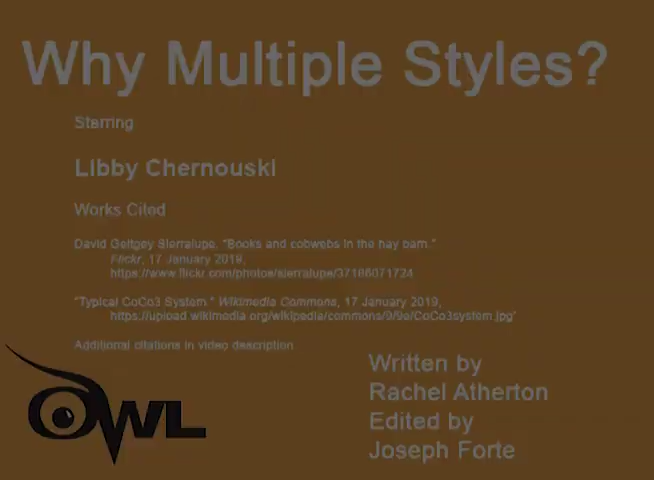 Why Multiple Styles?
Starring
Libby Chernouski
Works Cited
David Geitgey Sierralupe. "Books and cobwebs in the hay barn."
Flickr, 17 January 2019,
https://www.flickr.com/photos/sierralupe/37168071724
"Typical CoCo3 System." Wikimedia Commons, 17 January 2019,
https://upload.wikimedia.org/wikipedia/commons/9/9e/CoCo3system.jpg'
Additional citations in video description
Written by
Rachel Atherton
Edited by
Joseph Forte
OWL